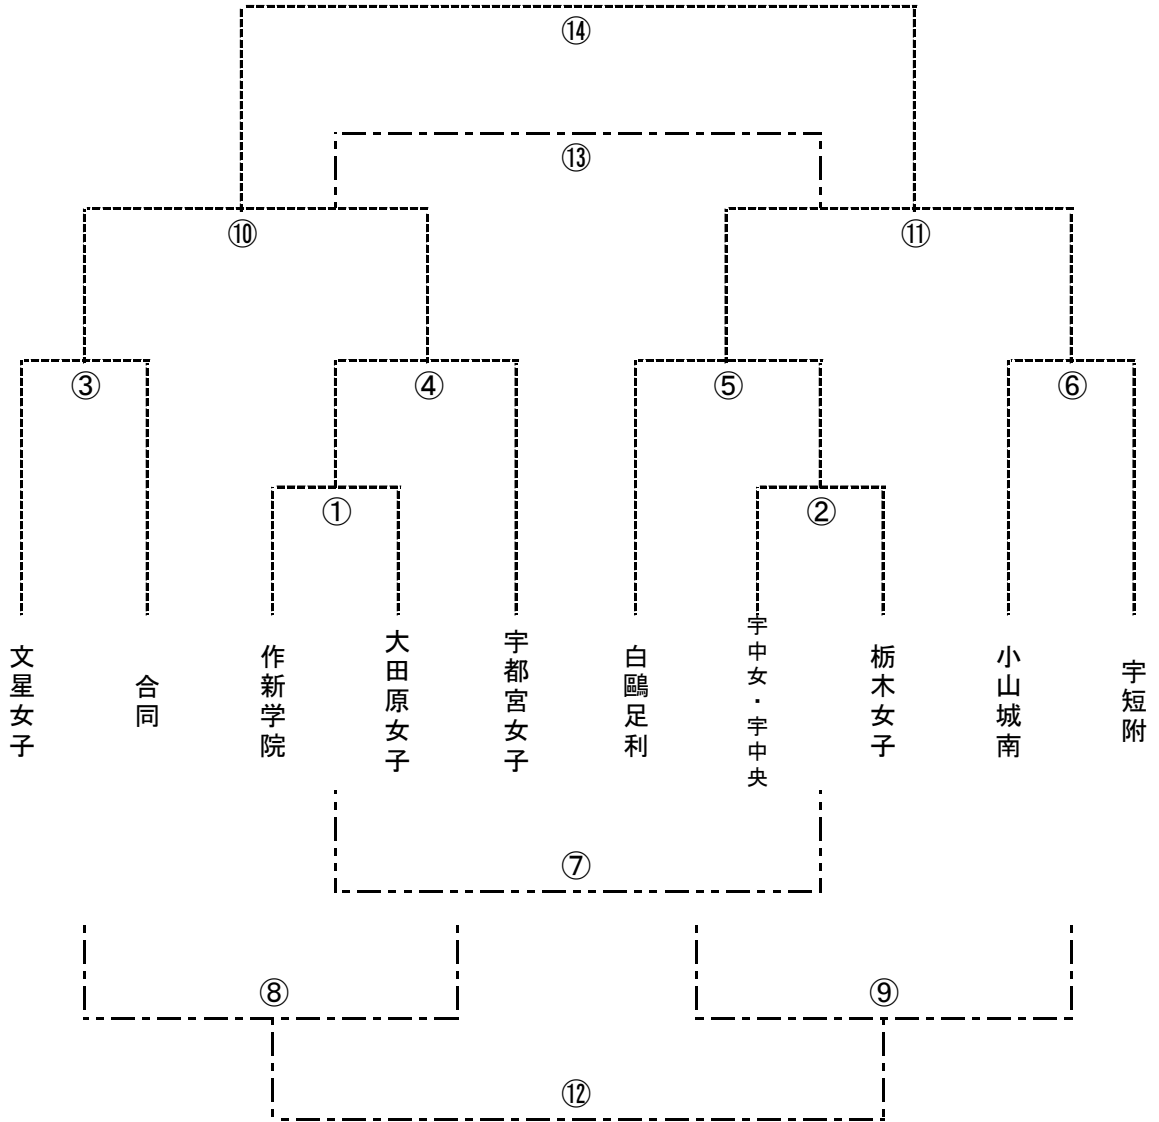 ⑭
⑬
⑩
⑪
③
④
⑤
⑥
①
②
文星女子
合同
作新学院
大田原女子
宇都宮女子
白鷗足利
宇中女・宇中央
栃木女子
小山城南
宇短附
⑦
⑧
⑨
⑫